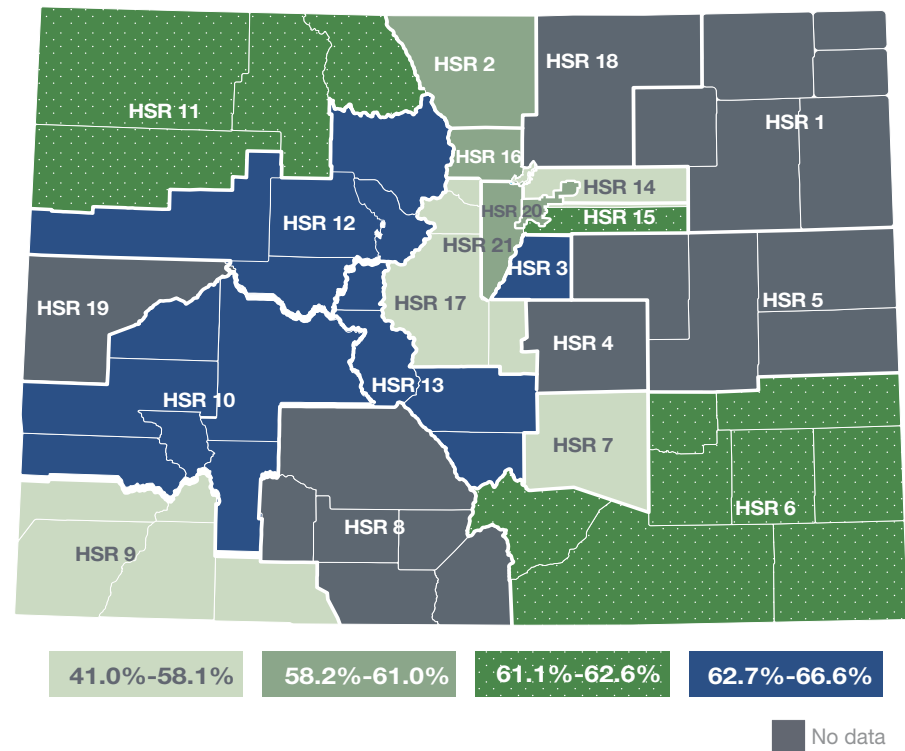 HSR 2
HSR 18
HSR 11
HSR 1
HSR 16
HSR 14
HSR 20
HSR 15
HSR 12
HSR 21
HSR 3
HSR 19
HSR 17
HSR 5
HSR 4
HSR 13
HSR 10
HSR 7
HSR 6
HSR 8
HSR 9
41.0%-58.1%
58.2%-61.0%
61.1%-62.6%
62.7%-66.6%
No data